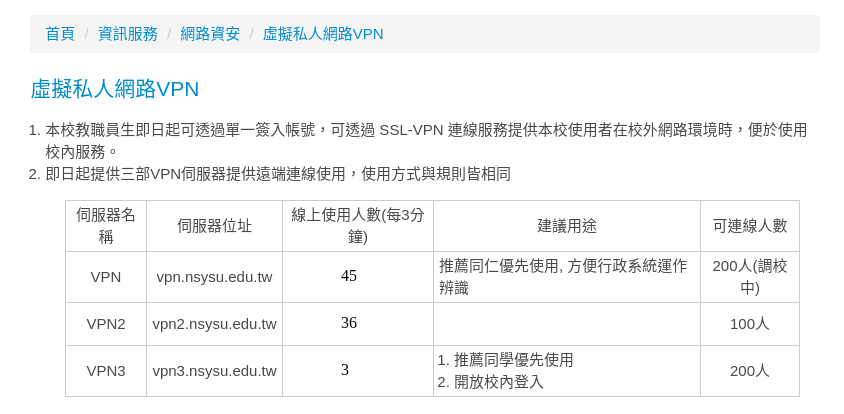 首頁 / 資訊服務 / 網路資安 / 虛擬私人網路VPN
虛擬私人網路VPN
1. 本校教職員生即日起可透過單一簽入帳號，可透過 SSL-VPN 連線服務提供本校使用者在校外網路環境時，便於使用
校內服務。
2. 即日起提供三部VPN伺服器提供遠端連線使用，使用方式與規則皆相同
伺服器名
稱
伺服器位址
線上使用人數(每3分
鐘)
建議用途
可連線人數
VPN
vpn.nsysu.edu.tw
45
推薦同仁優先使用, 方便行政系統運作
辨識
200人(調校
中)
VPN2
vpn2.nsysu.edu.tw
36
100人
VPN3
vpn3.nsysu.edu.tw
3
1. 推薦同學優先使用
2. 開放校內登入
200人